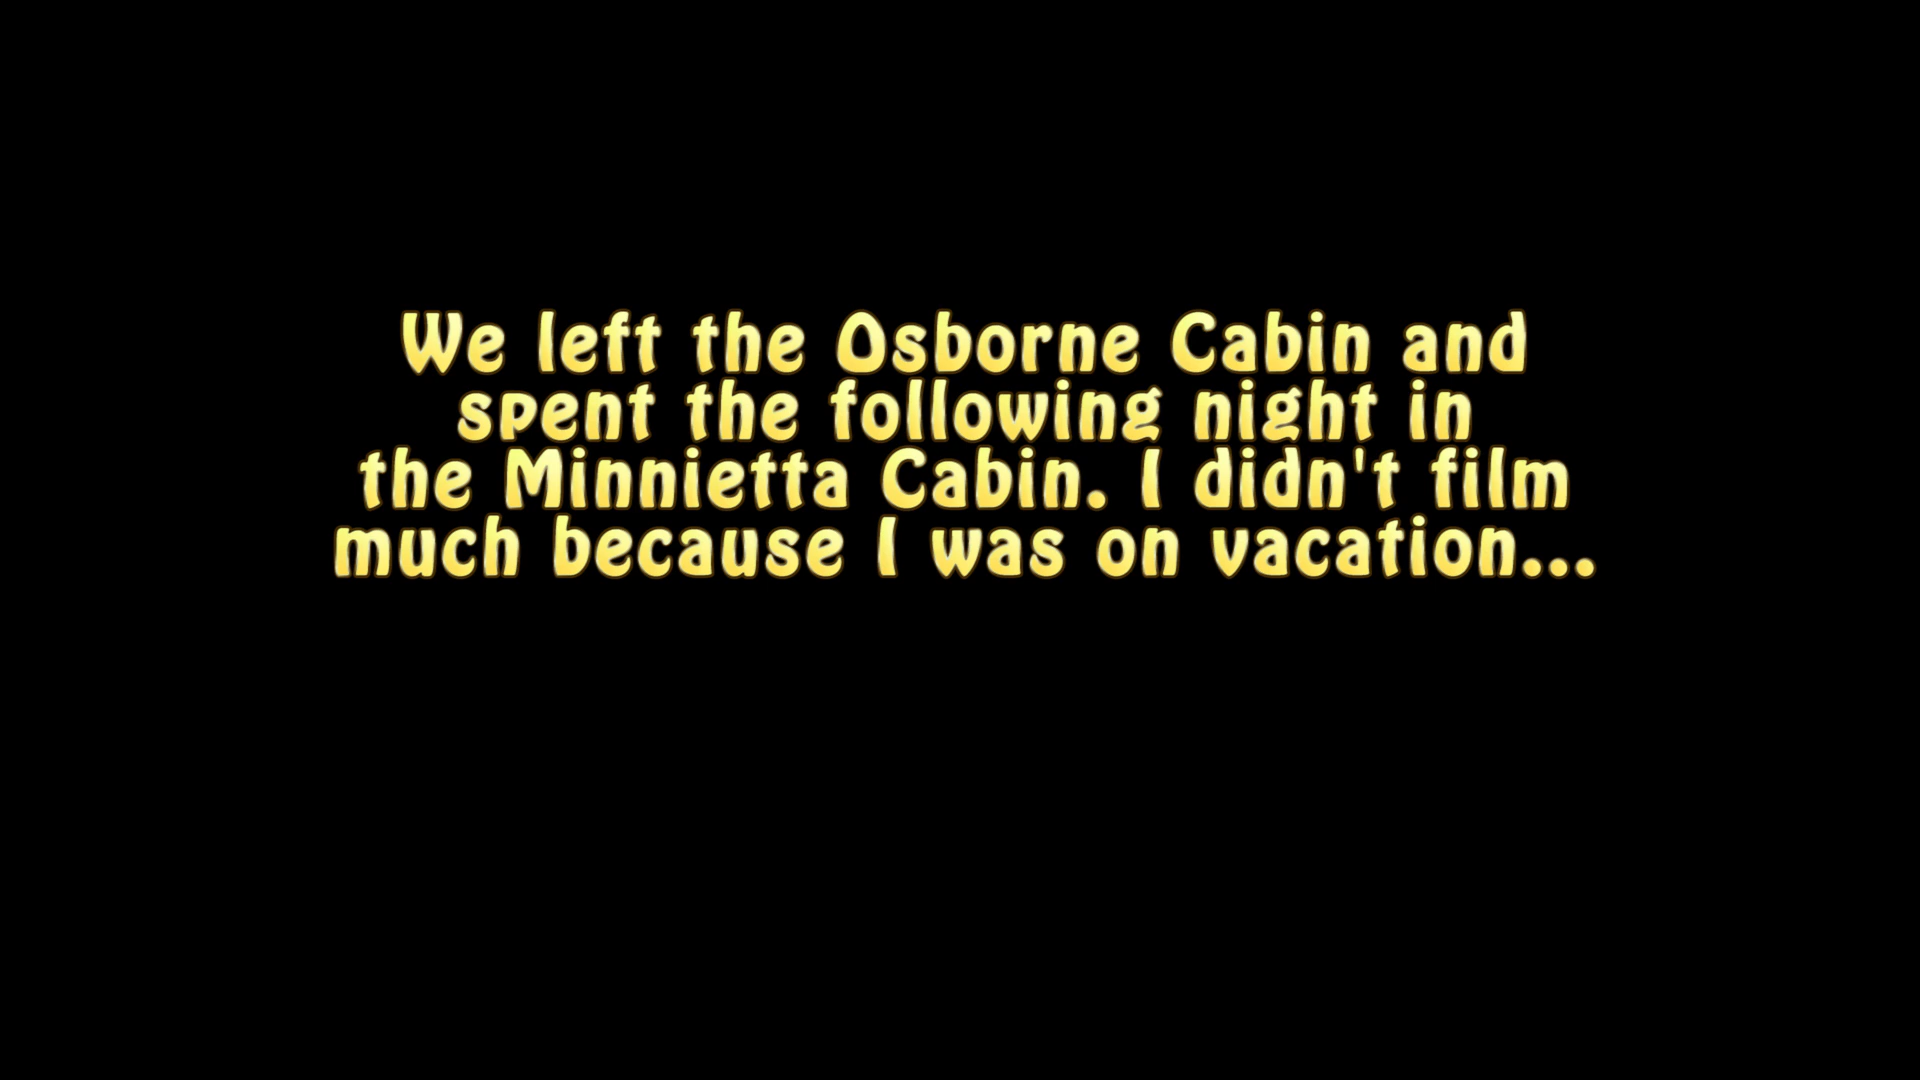 We left the Osborne Cabin and
spent the following night in
the Minnietta Cabin. I didn't film
much because I was on vacation...